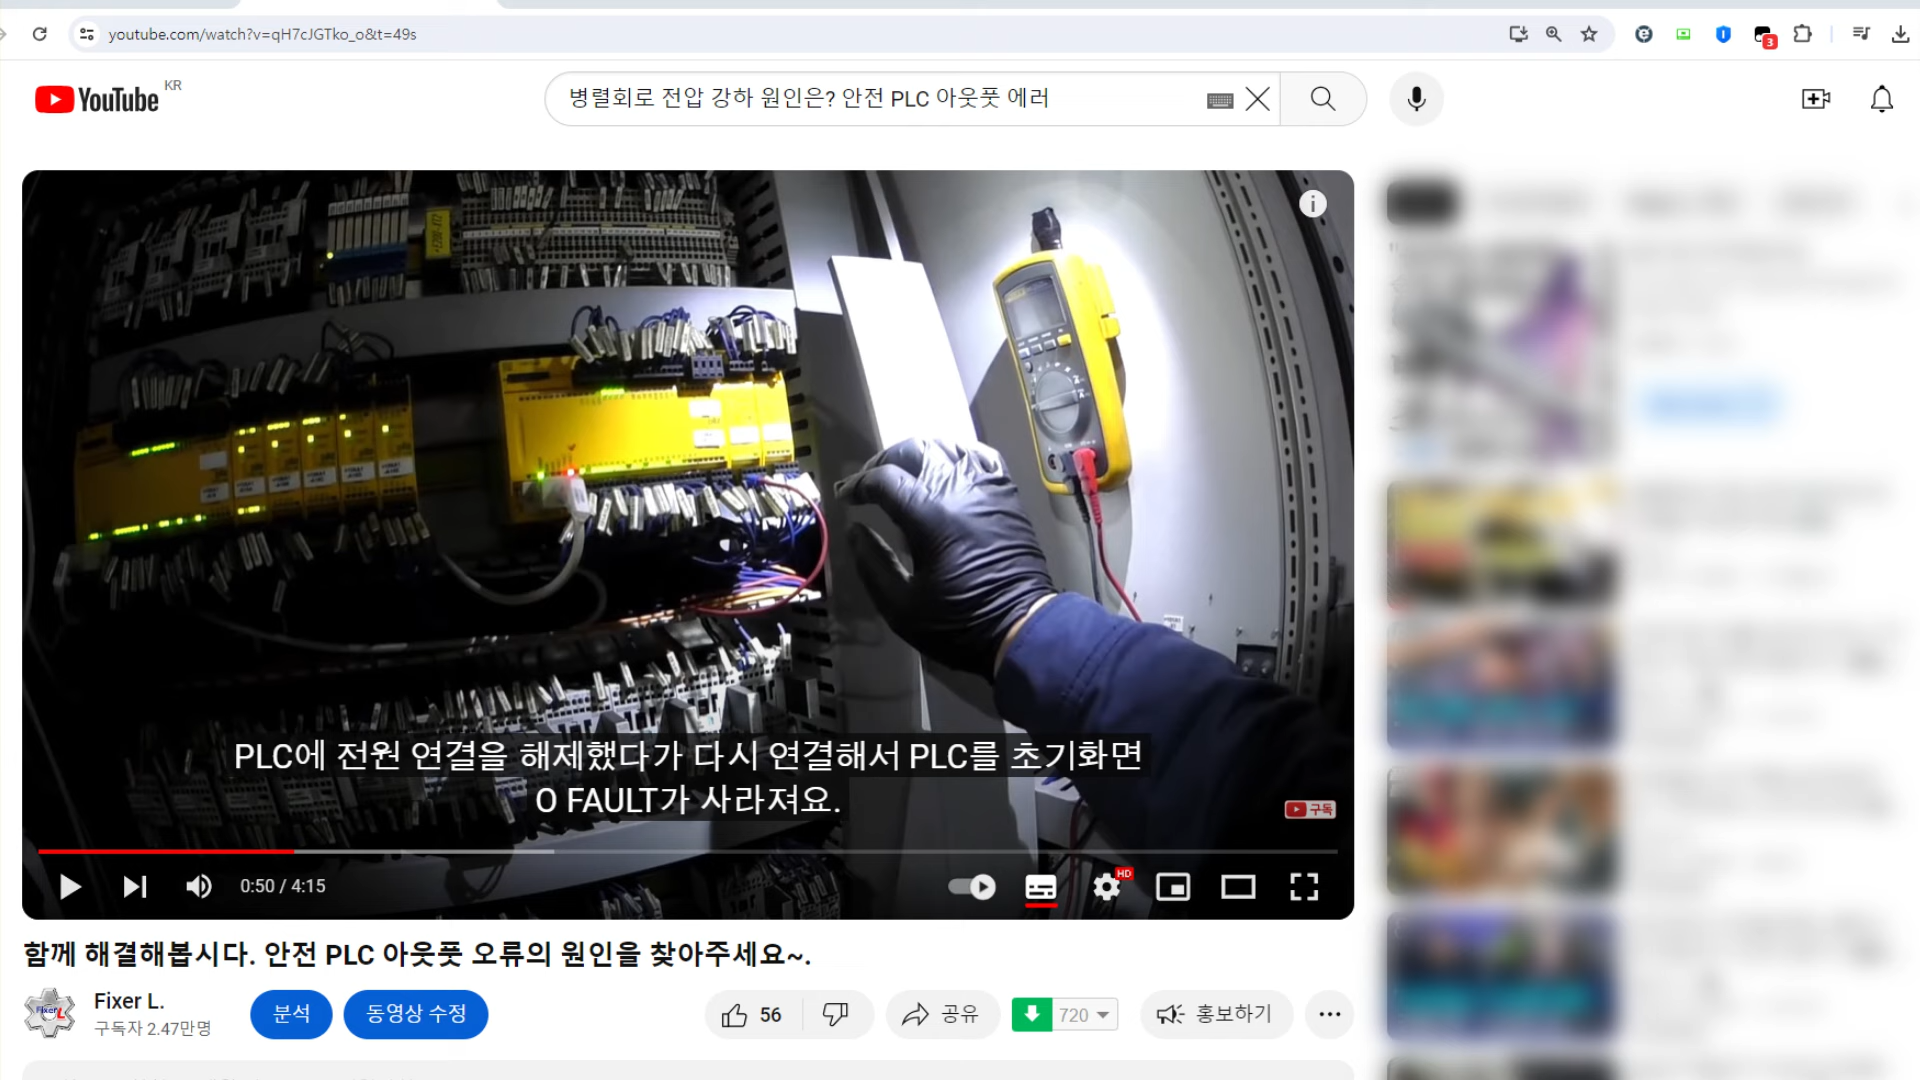 youtube.com/watch?v=qH7cJGTko_o&t=49s
3
YouTube KR
병렬회로 전압 강하 원인은? 안전 PLC 아웃풋 에러
PLC에 전원 연결을 해제했다가 다시 연결해서 PLC를 초기화면
O FAULT가 사라져요.
구독
0:50 / 4:15
HD
함께 해결해봅시다. 안전 PLC 아웃풋 오류의 원인을 찾아주세요~.
Fixer L.
Fixer L
구독자 2.47만명
분석
동영상 수정
56
공유
720
홍보하기